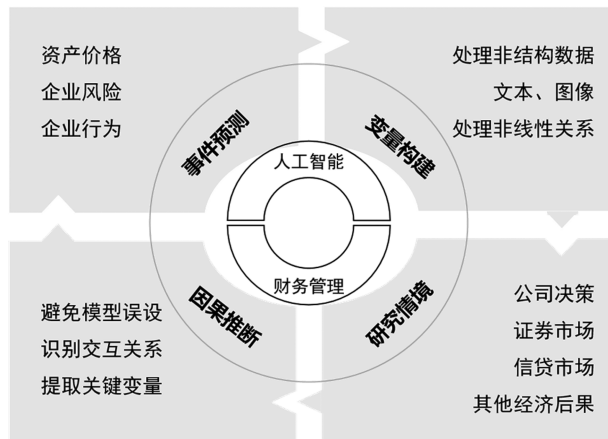 资产价格
企业风险
企业行为
事件预测
处理非结构数据
文本、图像
处理非线性关系
变量构建
人工智能
财务管理
避免模型误设
识别交互关系
提取关键变量
因果推断
公司决策
证券市场
信贷市场
其他经济后果
研究情境